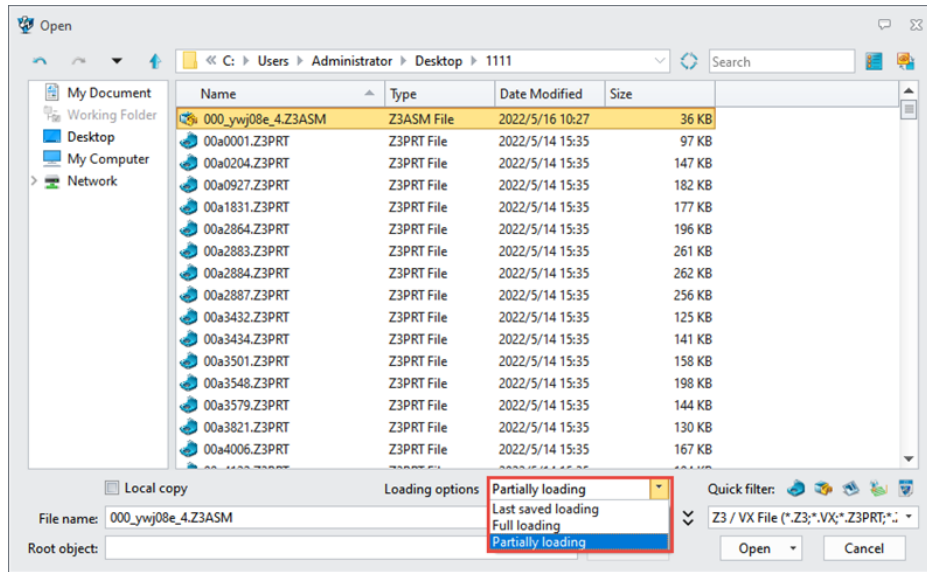 Open
« C: Users Administrator Desktop 1111 Search
My Document
Working Folder
Desktop
My Computer
Network
Name Type Date Modified Size
000_ywj08e_4.Z3ASM Z3ASM File 2022/5/16 10:27 36 KB
00a0001.Z3PRT Z3PRT File 2022/5/14 15:35 97 KB
00a0204.Z3PRT Z3PRT File 2022/5/14 15:35 147 KB
00a0927.Z3PRT Z3PRT File 2022/5/14 15:35 182 KB
00a1831.Z3PRT Z3PRT File 2022/5/14 15:35 177 KB
00a2864.Z3PRT Z3PRT File 2022/5/14 15:35 196 KB
00a2883.Z3PRT Z3PRT File 2022/5/14 15:35 261 KB
00a2884.Z3PRT Z3PRT File 2022/5/14 15:35 262 KB
00a2887.Z3PRT Z3PRT File 2022/5/14 15:35 256 KB
00a3432.Z3PRT Z3PRT File 2022/5/14 15:35 125 KB
00a3434.Z3PRT Z3PRT File 2022/5/14 15:35 141 KB
00a3501.Z3PRT Z3PRT File 2022/5/14 15:35 158 KB
00a3548.Z3PRT Z3PRT File 2022/5/14 15:35 198 KB
00a3579.Z3PRT Z3PRT File 2022/5/14 15:35 144 KB
00a3821.Z3PRT Z3PRT File 2022/5/14 15:35 130 KB
00a4006.Z3PRT Z3PRT File 2022/5/14 15:35 167 KB
Local copy Loading options Partially loading Quick filter:
Last saved loading
Full loading
Partially loading
File name: 000_ywj08e_4.Z3ASM Z3 / VX File (*.Z3;*.VX;*.Z3PRT;*.
Root object: Open Cancel